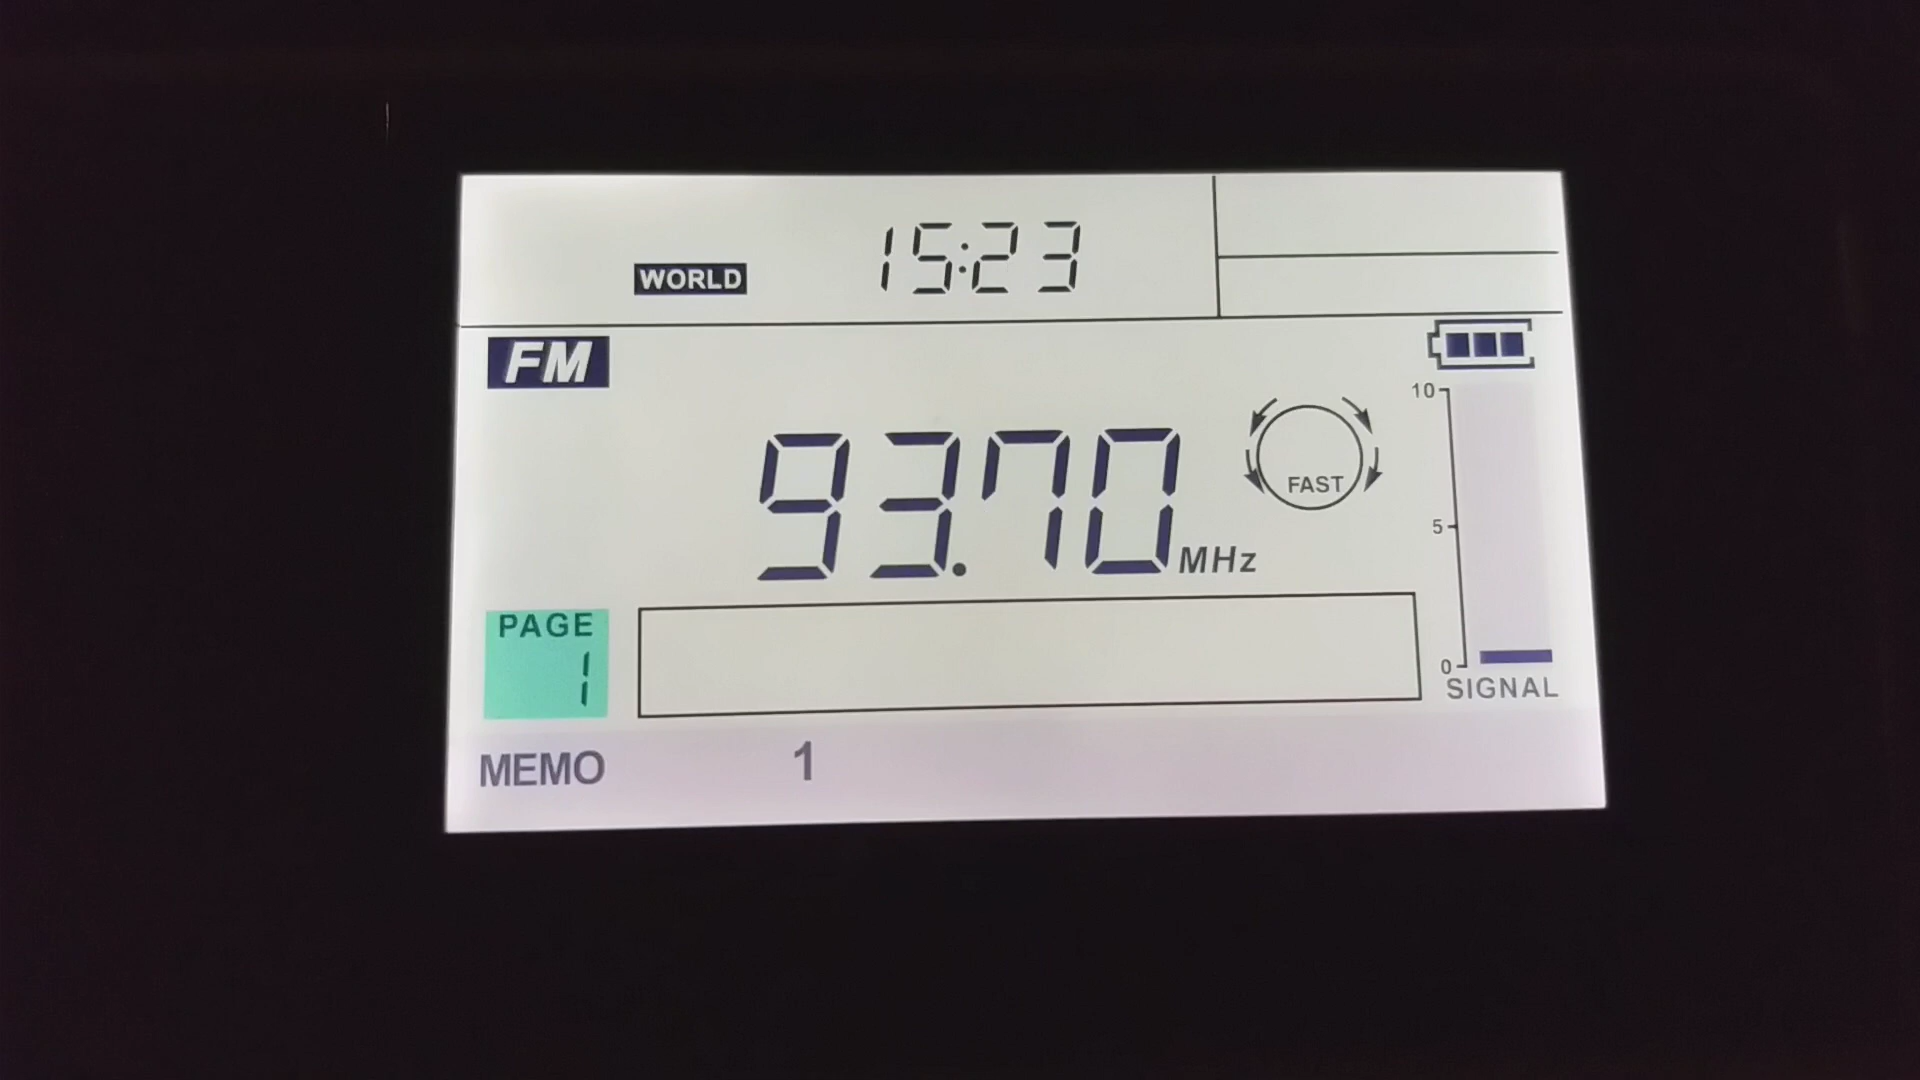 WORLD 15:23
FM
93.70 MHz
FAST
10
5
0
SIGNAL
PAGE
1
MEMO 1